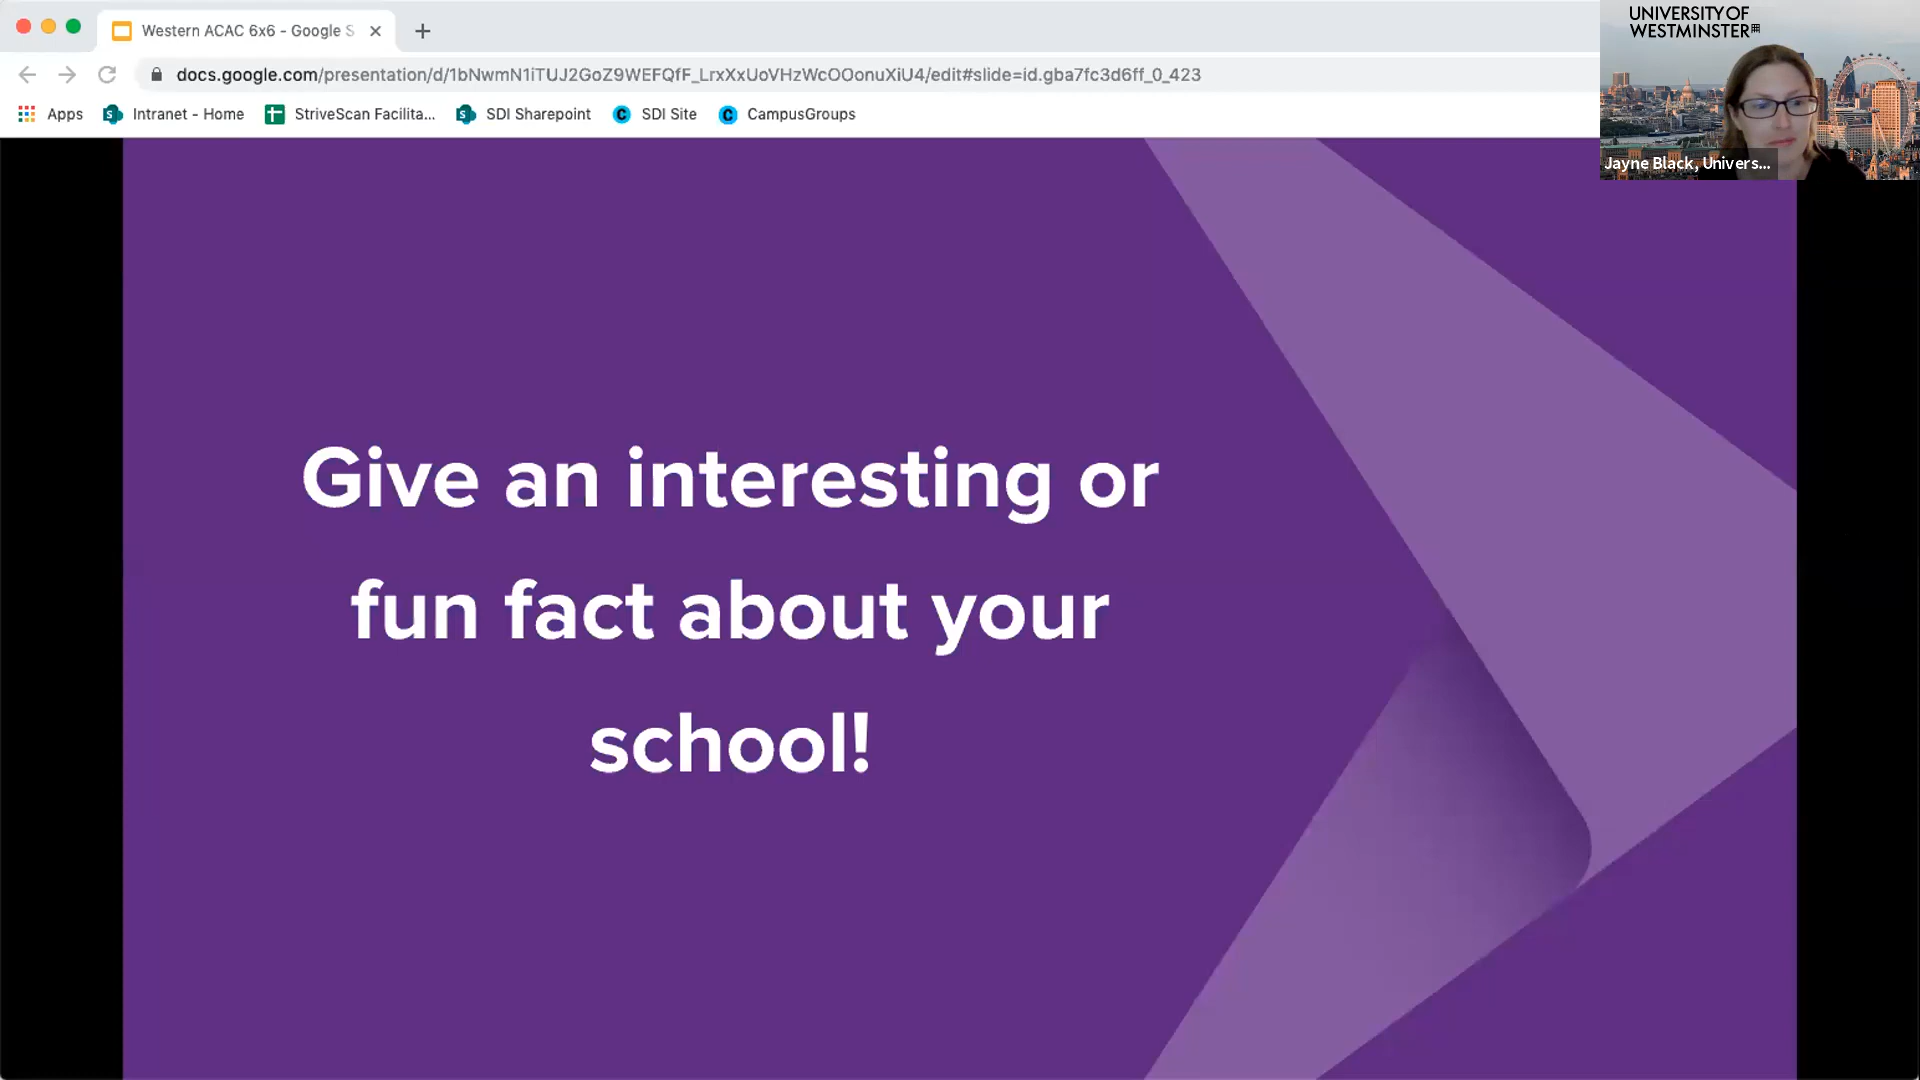 Western ACAC 6x6 - Google S
docs.google.com/presentation/d/1bNwmN1iTUJ2GoZ9WEFQfF_LrxXxUoVHzWcOOonuXiU4/edit#slide=id.gba7fc3d6ff_0_423
Apps
Intranet - Home
StriveScan Facilita...
SDI Sharepoint
SDI Site
CampusGroups
UNIVERSITY OF
WESTMINSTER
Jayne Black, Univers...
Give an interesting or
fun fact about your
school!